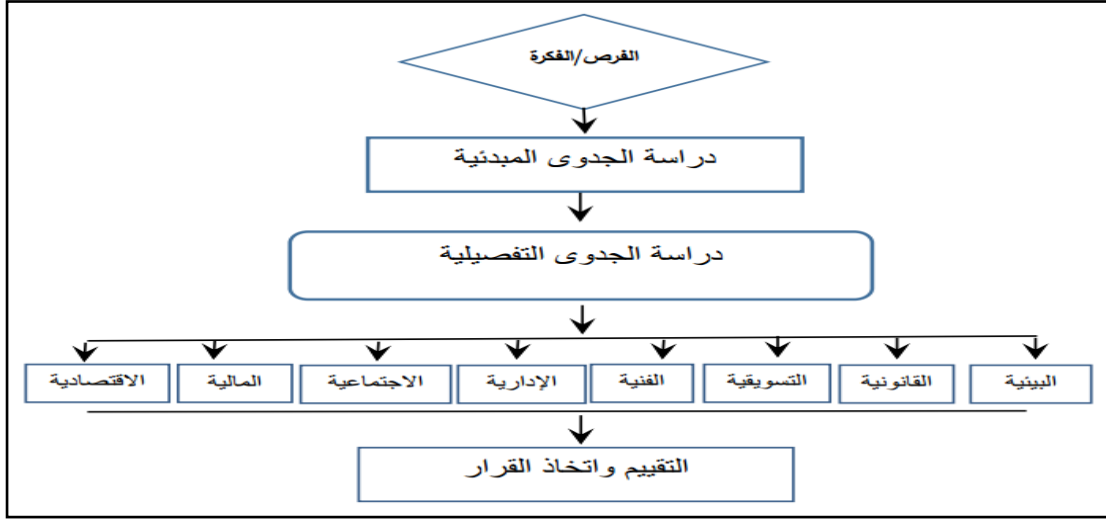 الفرص/الفكرة
دراسة الجدوى المبدئية
دراسة الجدوى التفصيلية
البيئية
القانونية
التسويقية
الفنية
الإدارية
الاجتماعية
المالية
الاقتصادية
التقييم واتخاذ القرار